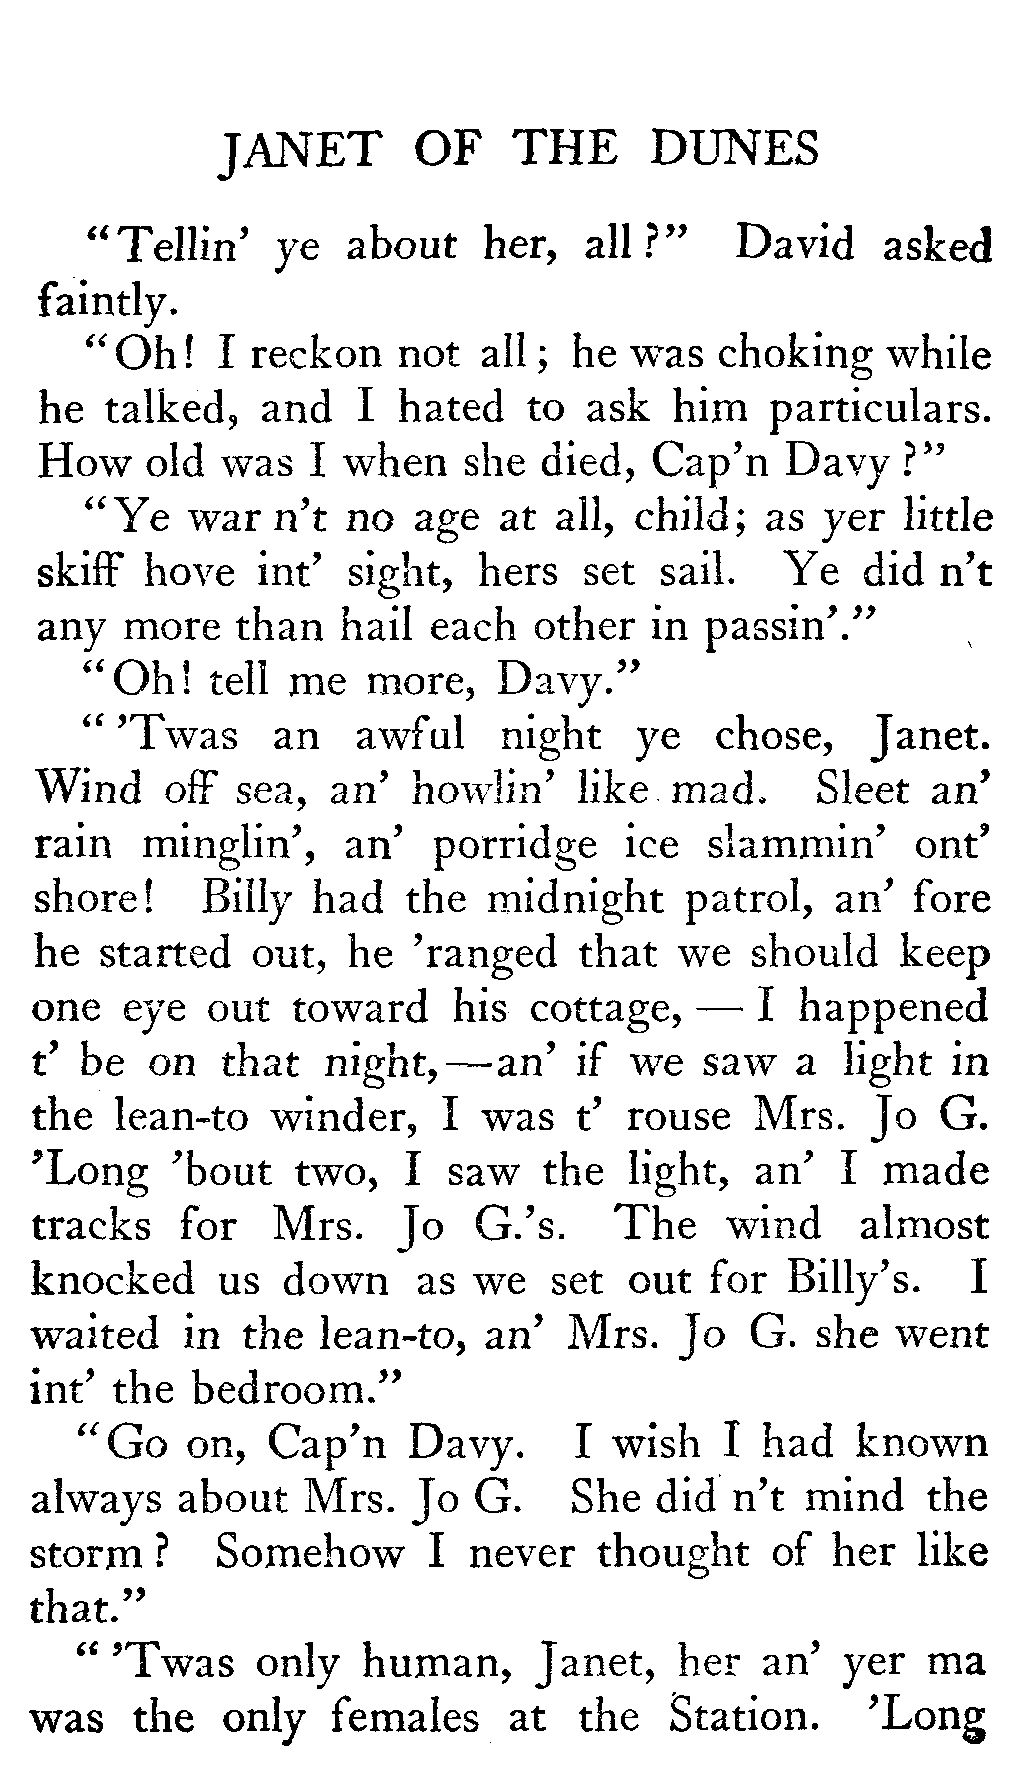 JANET OF THE DUNES
“Tellin’ ye about her, all?” David asked
faintly.
“Oh! I reckon not all; he was choking while
he talked, and I hated to ask him particulars.
How old was I when she died, Cap’n Davy?”
“Ye war n’t no age at all, child; as yer little
skiff hove int’ sight, hers set sail. Ye did n’t
any more than hail each other in passin’.”
“Oh! tell me more, Davy.”
“’Twas an awful night ye chose, Janet.
Wind off sea, an’ howlin’ like mad. Sleet an’
rain minglin’, an’ porridge ice slammin’ ont’
shore! Billy had the midnight patrol, an’ fore
he started out, he ’ranged that we should keep
one eye out toward his cottage, — I happened
t’ be on that night,—an’ if we saw a light in
the lean-to winder, I was t’ rouse Mrs. Jo G.
’Long ’bout two, I saw the light, an’ I made
tracks for Mrs. Jo G.’s. The wind almost
knocked us down as we set out for Billy’s. I
waited in the lean-to, an’ Mrs. Jo G. she went
int’ the bedroom.”
“Go on, Cap’n Davy. I wish I had known
always about Mrs. Jo G. She did n’t mind the
storm? Somehow I never thought of her like
that.”
“’Twas only human, Janet, her an’ yer ma
was the only females at the Station. ’Long